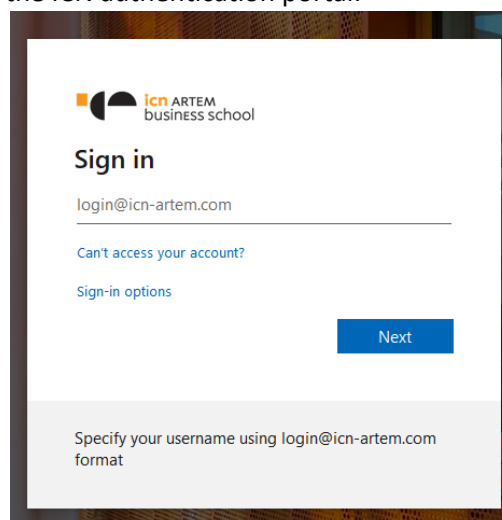 the ICN authentication portal.
icn ARTEM
business school
Sign in
login@icn-artem.com
Can't access your account?
Sign-in options
Next
Specify your username using login@icn-artem.com
format